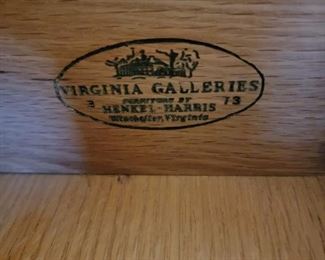 VIRGINIA GALLERIES
3 FURNITURE BY 73
HENKEL-HARRIS
Winchester, Virginia